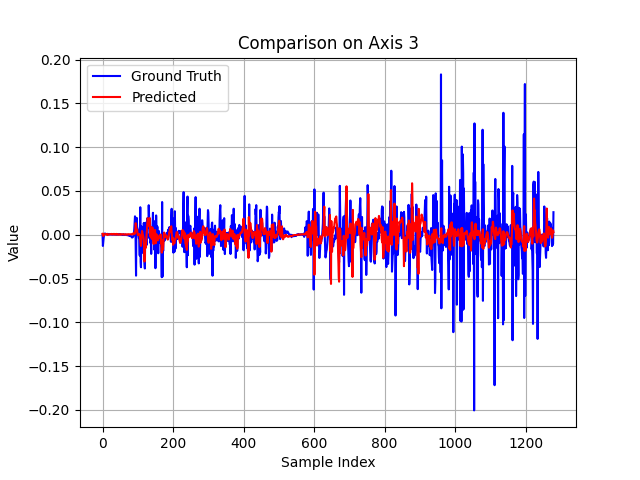 Comparison on Axis 3
Ground Truth
Predicted
0.20
0.15
0.10
0.05
0.00
−0.05
−0.10
−0.15
−0.20
Value
0 200 400 600 800 1000 1200
Sample Index